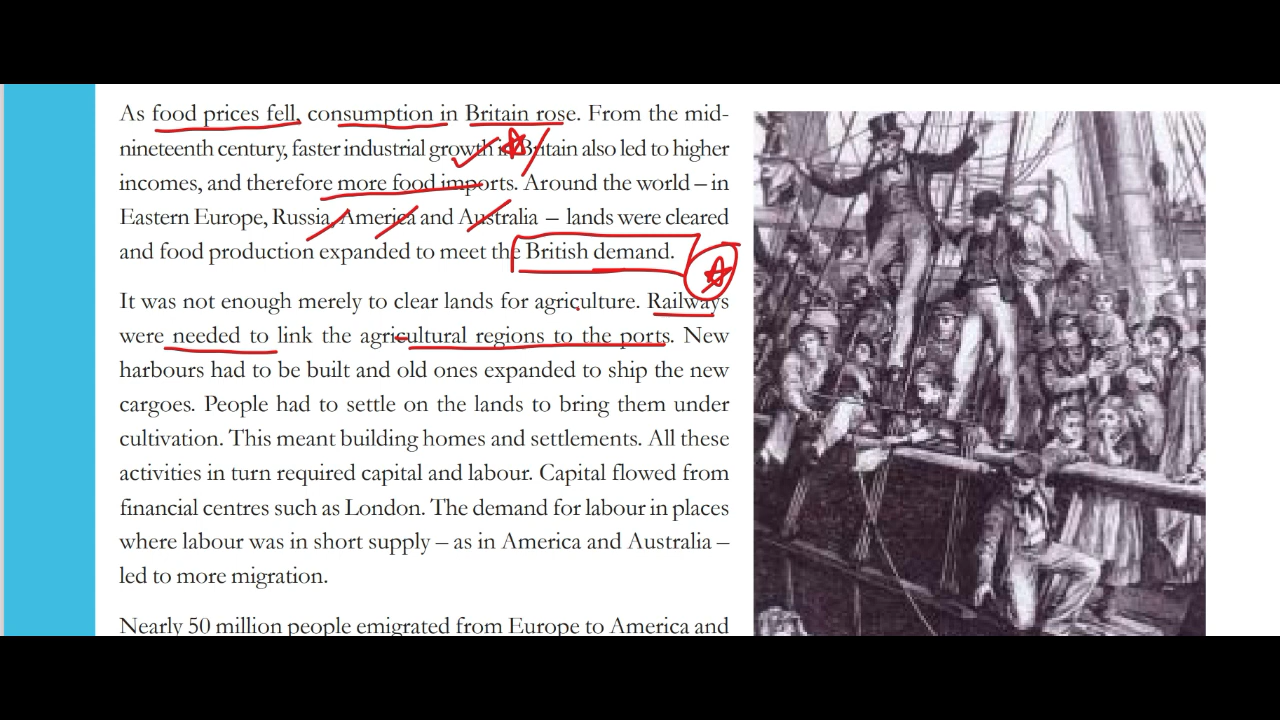 As food prices fell, consumption in Britain rose. From the mid-
nineteenth century, faster industrial growth in Britain also led to higher
incomes, and therefore more food imports. Around the world – in
Eastern Europe, Russia, America and Australia – lands were cleared
and food production expanded to meet the British demand.
It was not enough merely to clear lands for agriculture. Railways
were needed to link the agricultural regions to the ports. New
harbours had to be built and old ones expanded to ship the new
cargoes. People had to settle on the lands to bring them under
cultivation. This meant building homes and settlements. All these
activities in turn required capital and labour. Capital flowed from
financial centres such as London. The demand for labour in places
where labour was in short supply – as in America and Australia –
led to more migration.
Nearly 50 million people emigrated from Europe to America and